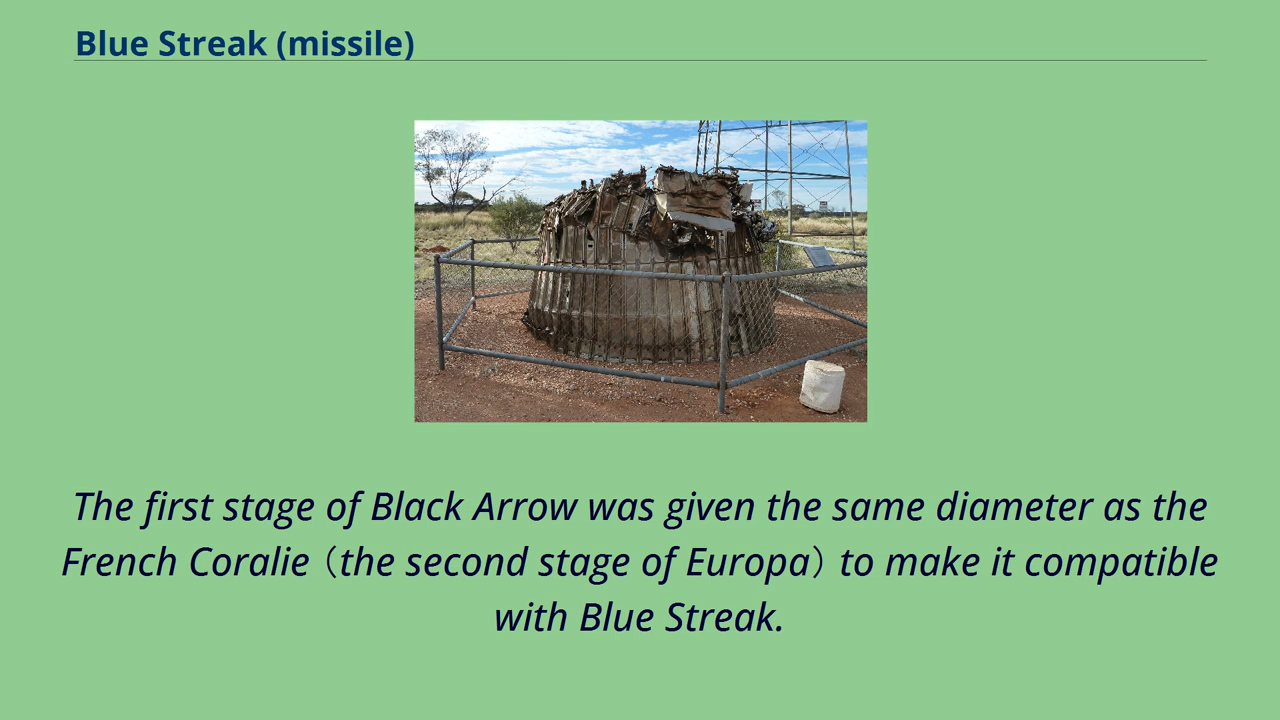 Blue Streak (missile)
The first stage of Black Arrow was given the same diameter as the
French Coralie（the second stage of Europa）to make it compatible
with Blue Streak.